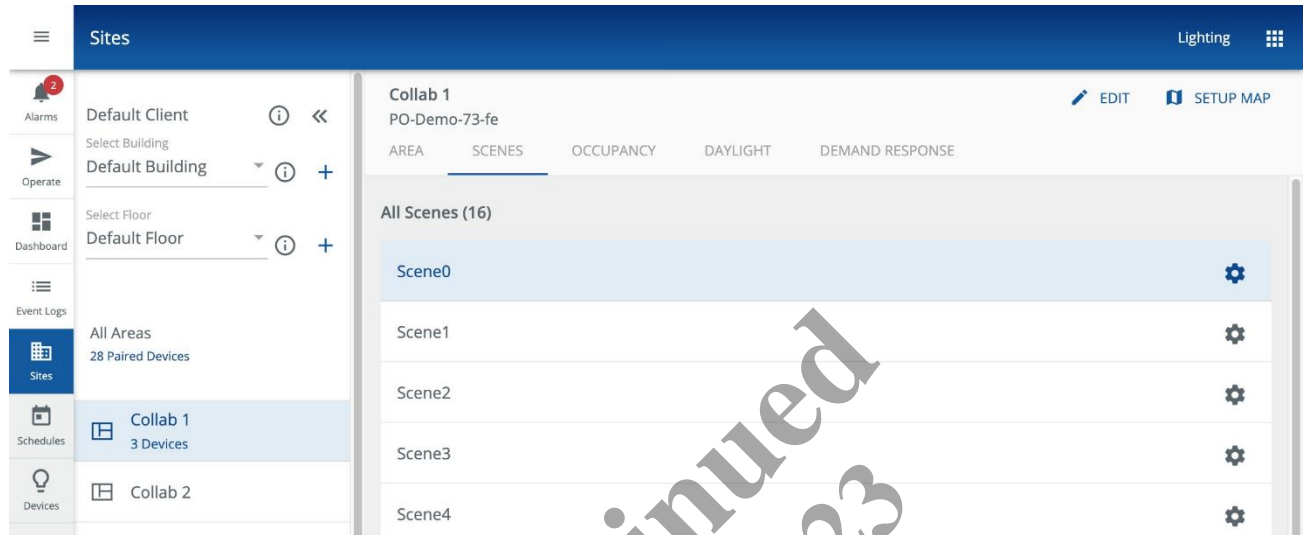 Sites
Lighting
2
Alarms
Operate
Dashboard
Event Logs
Sites
Schedules
Devices
Default Client
Select Building
Default Building
Select Floor
Default Floor
All Areas
28 Paired Devices
Collab 1
3 Devices
Collab 2
Collab 1
PO-Demo-73-fe
EDIT SETUP MAP
AREA SCENES OCCUPANCY DAYLIGHT DEMAND RESPONSE
All Scenes (16)
Scene0
Scene1
Scene2
Scene3
Scene4